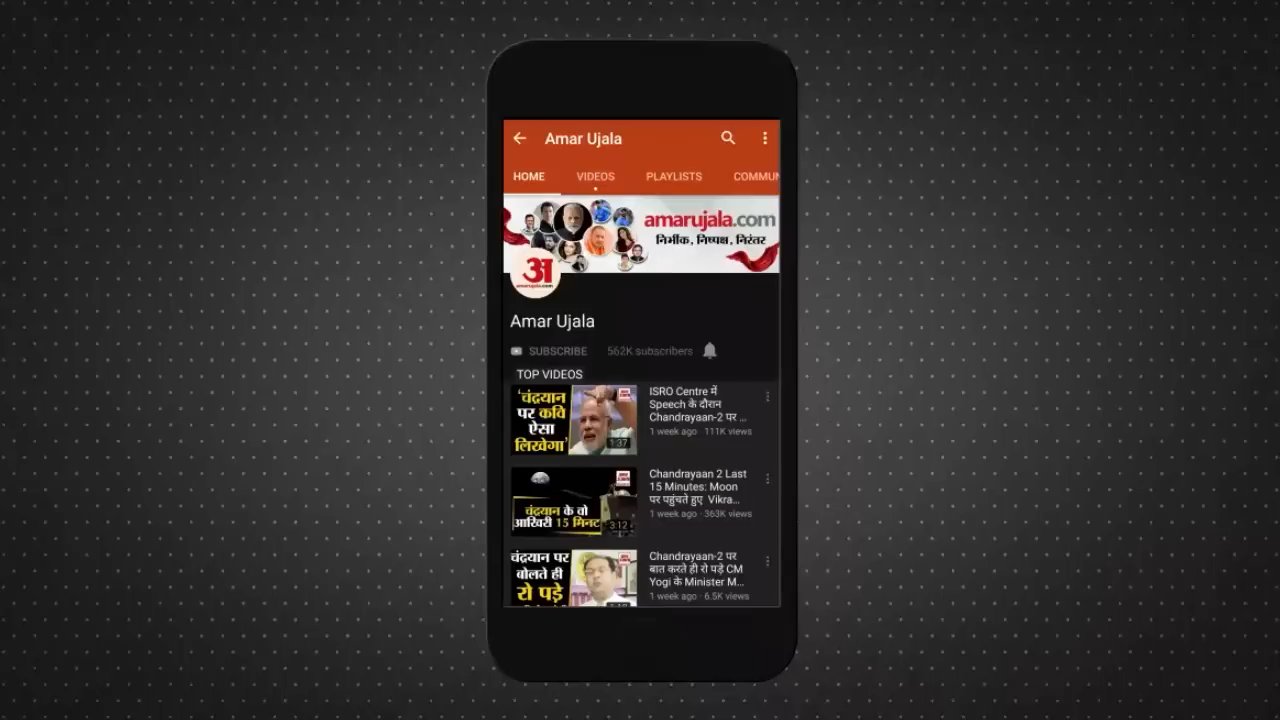 Amar Ujala
HOME VIDEOS PLAYLISTS COMMUN
amarujala.com
निर्भीक, निष्पक्ष, निरंतर
अ
amarujala.com
Amar Ujala
SUBSCRIBE 562K subscribers
TOP VIDEOS
'चंद्रयान
पर कवि
ऐसा
लिखेगा'
1:37
ISRO Centre में
Speech के दौरान
Chandrayaan-2 पर ...
1 week ago · 111K views
चंद्रयान के वो
आखिरी 15 मिनट
3:12
Chandrayaan 2 Last
15 Minutes: Moon
पर पहुंचते हुए Vikra...
1 week ago · 363K views
चंद्रयान पर
बोलते ही
रो पड़े
Chandrayaan-2 पर
बात करते ही रो पड़े CM
Yogi के Minister M...
1 week ago · 6.5K views